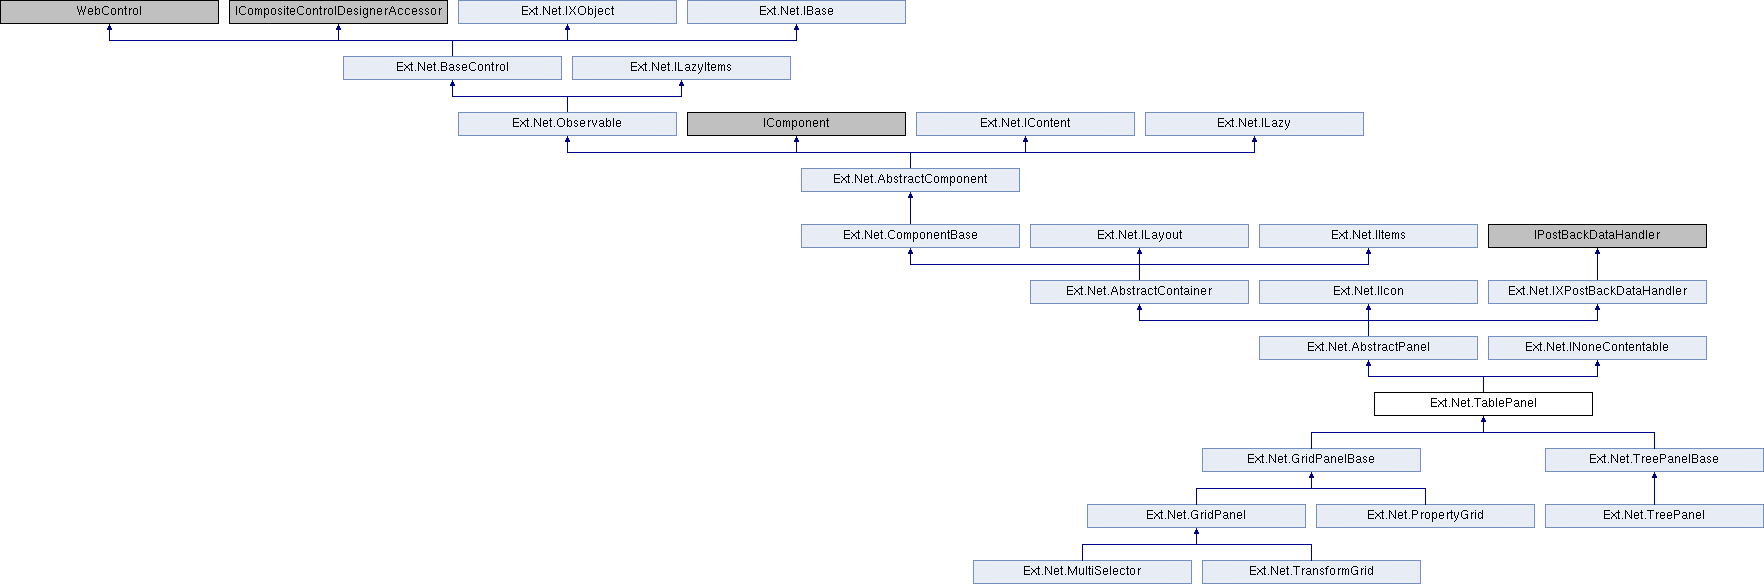 WebControl
ICompositeControlDesignerAccessor
Ext.Net.IXObject
Ext.Net.IBase
Ext.Net.BaseControl
Ext.Net.ILazyItems
Ext.Net.Observable
IComponent
Ext.Net.IContent
Ext.Net.ILazy
Ext.Net.AbstractComponent
Ext.Net.ComponentBase
Ext.Net.ILayout
Ext.Net.IItems
IPostBackDataHandler
Ext.Net.AbstractContainer
Ext.Net.IIcon
Ext.Net.IXPostBackDataHandler
Ext.Net.AbstractPanel
Ext.Net.INoneContentable
Ext.Net.TablePanel
Ext.Net.GridPanelBase
Ext.Net.TreePanelBase
Ext.Net.GridPanel
Ext.Net.PropertyGrid
Ext.Net.TreePanel
Ext.Net.MultiSelector
Ext.Net.TransformGrid